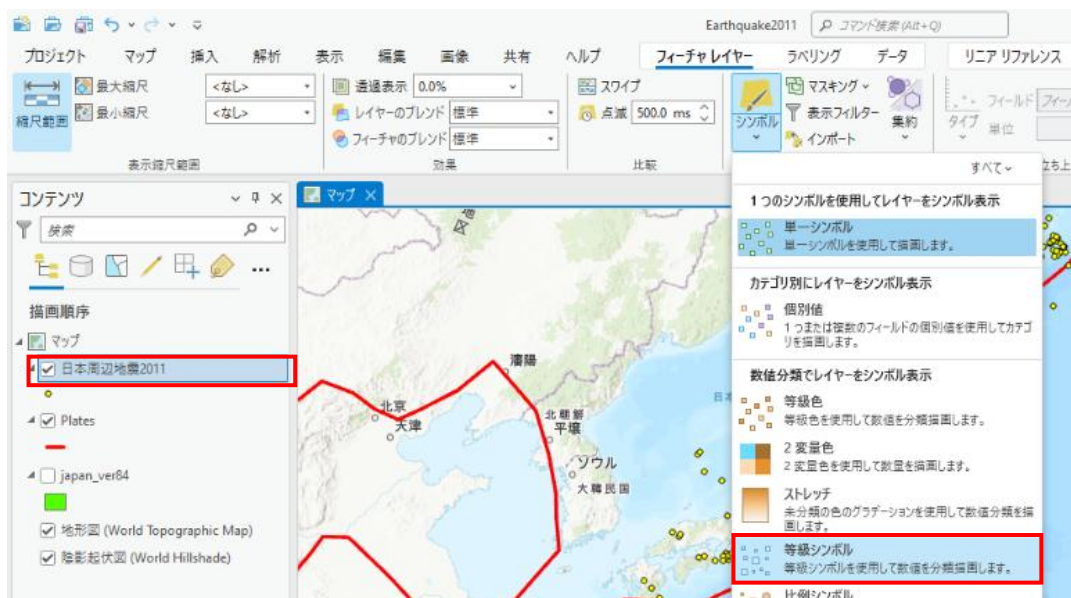 Earthquake2011
コマンド検索 (Alt+Q)
プロジェクト マップ 挿入 解析 表示 編集 画像 共有 ヘルプ フィーチャ レイヤー ラベリング データ リニア リファレンス
縮尺範囲
最大縮尺 <なし>
最小縮尺 <なし>
表示縮尺範囲
透過表示 0.0%
レイヤーのブレンド 標準
フィーチャのブレンド 標準
効果
スワイプ
点滅 500.0 ms
比較
シンボル
マスキング
表示フィルター
インポート
集約
タイプ
フィールド
単位
コンテンツ
検索
描画順序
マップ
日本周辺地震2011
Plates
japan_ver84
地形図 (World Topographic Map)
陰影起伏図 (World Hillshade)
マップ
瀋陽
北京
天津
北朝鮮
平壌
ソウル
大韓民国
すべて
1 つのシンボルを使用してレイヤーをシンボル表示
単一シンボル
単一シンボルを使用して描画します。
カテゴリ別にレイヤーをシンボル表示
個別値
1 つまたは複数のフィールドの個別値を使用してカテゴ
リを描画します。
数値分類でレイヤーをシンボル表示
等級色
等級色を使用して数値を分類描画します。
2 変量色
2 変量色を使用して数量を描画します。
ストレッチ
未分類の色のグラデーションを使用して数値分類を描
画します。
等級シンボル
等級シンボルを使用して数値を分類描画します。
比例シンボル